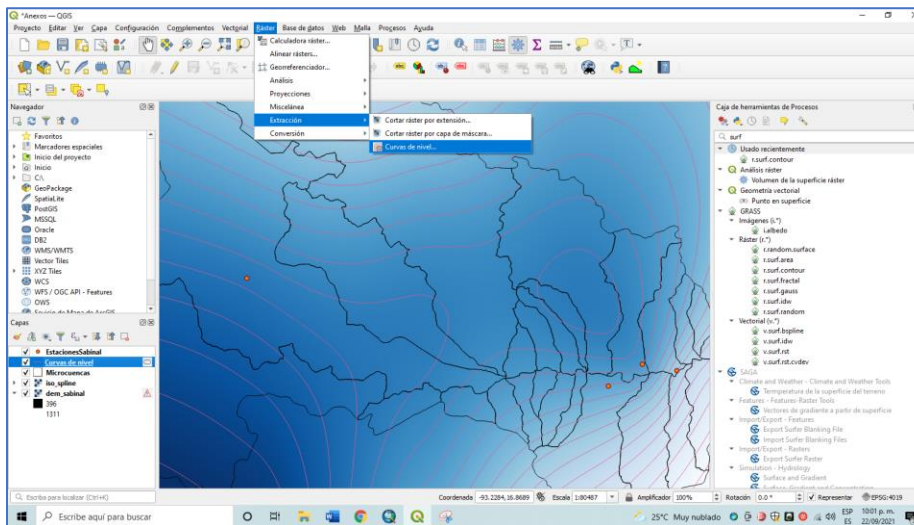 *Anexos — QGIS
Proyecto Editar Ver Capa Configuración Complementos Vectorial Ráster Base de datos Web Malla Procesos Ayuda
Calculadora ráster...
Alinear rásters...
Georreferenciador...
Análisis
Proyecciones
Miscelánea
Extracción
Conversión
Cortar ráster por extensión...
Cortar ráster por capa de máscara...
Curvas de nivel...
Navegador
Favoritos
Marcadores espaciales
Inicio del proyecto
Inicio
C:\
GeoPackage
SpatiaLite
PostGIS
MSSQL
Oracle
DB2
WMS/WMTS
Vector Tiles
XYZ Tiles
WCS
WFS / OGC API - Features
OWS
Servicio de Mapa de ArcGIS
Capas
EstacionesSabinal
Curvas de nivel
Microcuencas
iso_spline
dem_sabinal
396
1311
Caja de herramientas de Procesos
surf
Usado recientemente
r.surf.contour
Análisis ráster
Volumen de la superficie ráster
Geometría vectorial
Punto en superficie
GRASS
Imágenes (i.*)
i.albedo
Ráster (r.*)
r.random.surface
r.surf.area
r.surf.contour
r.surf.fractal
r.surf.gauss
r.surf.idw
r.surf.random
Vectorial (v.*)
v.surf.bspline
v.surf.idw
v.surf.rst
v.surf.rst.cvdev
SAGA
Climate and Weather - Climate and Weather Tools
Temperatura de la superficie del terreno
Features - Features-Raster Tools
Vectores de gradiente a partir de superficie
Import/Export - Features
Export Surfer Blanking File
Import Surfer Blanking Files
Import/Export - Rasters
Export Surfer Raster
Simulation - Hydrology
Surface and Gradient
Surface, Gradient and Concentration
Escriba para localizar (Ctrl+K)
Coordenada -93.2284,16.8689 Escala 1:80487 Amplificador 100% Rotación 0.0 ° Representar EPSG:4019
Escribe aquí para buscar
25°C Muy nublado
ESP
ES
10:01 p. m.
22/09/2021